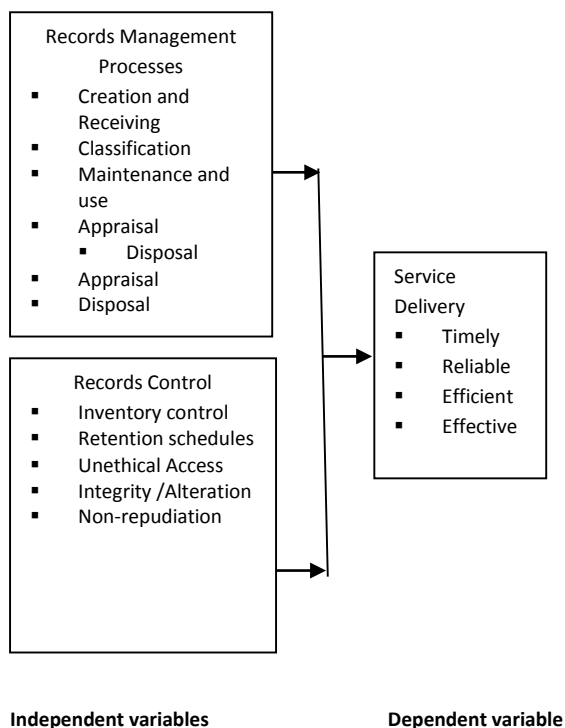 Records Management
Processes
▪ Creation and
Receiving
▪ Classification
▪ Maintenance and
use
▪ Appraisal
▪ Disposal
▪ Appraisal
▪ Disposal
Service
Delivery
▪ Timely
▪ Reliable
▪ Efficient
▪ Effective
Records Control
▪ Inventory control
▪ Retention schedules
▪ Unethical Access
▪ Integrity /Alteration
▪ Non-repudiation
Independent variables
Dependent variable